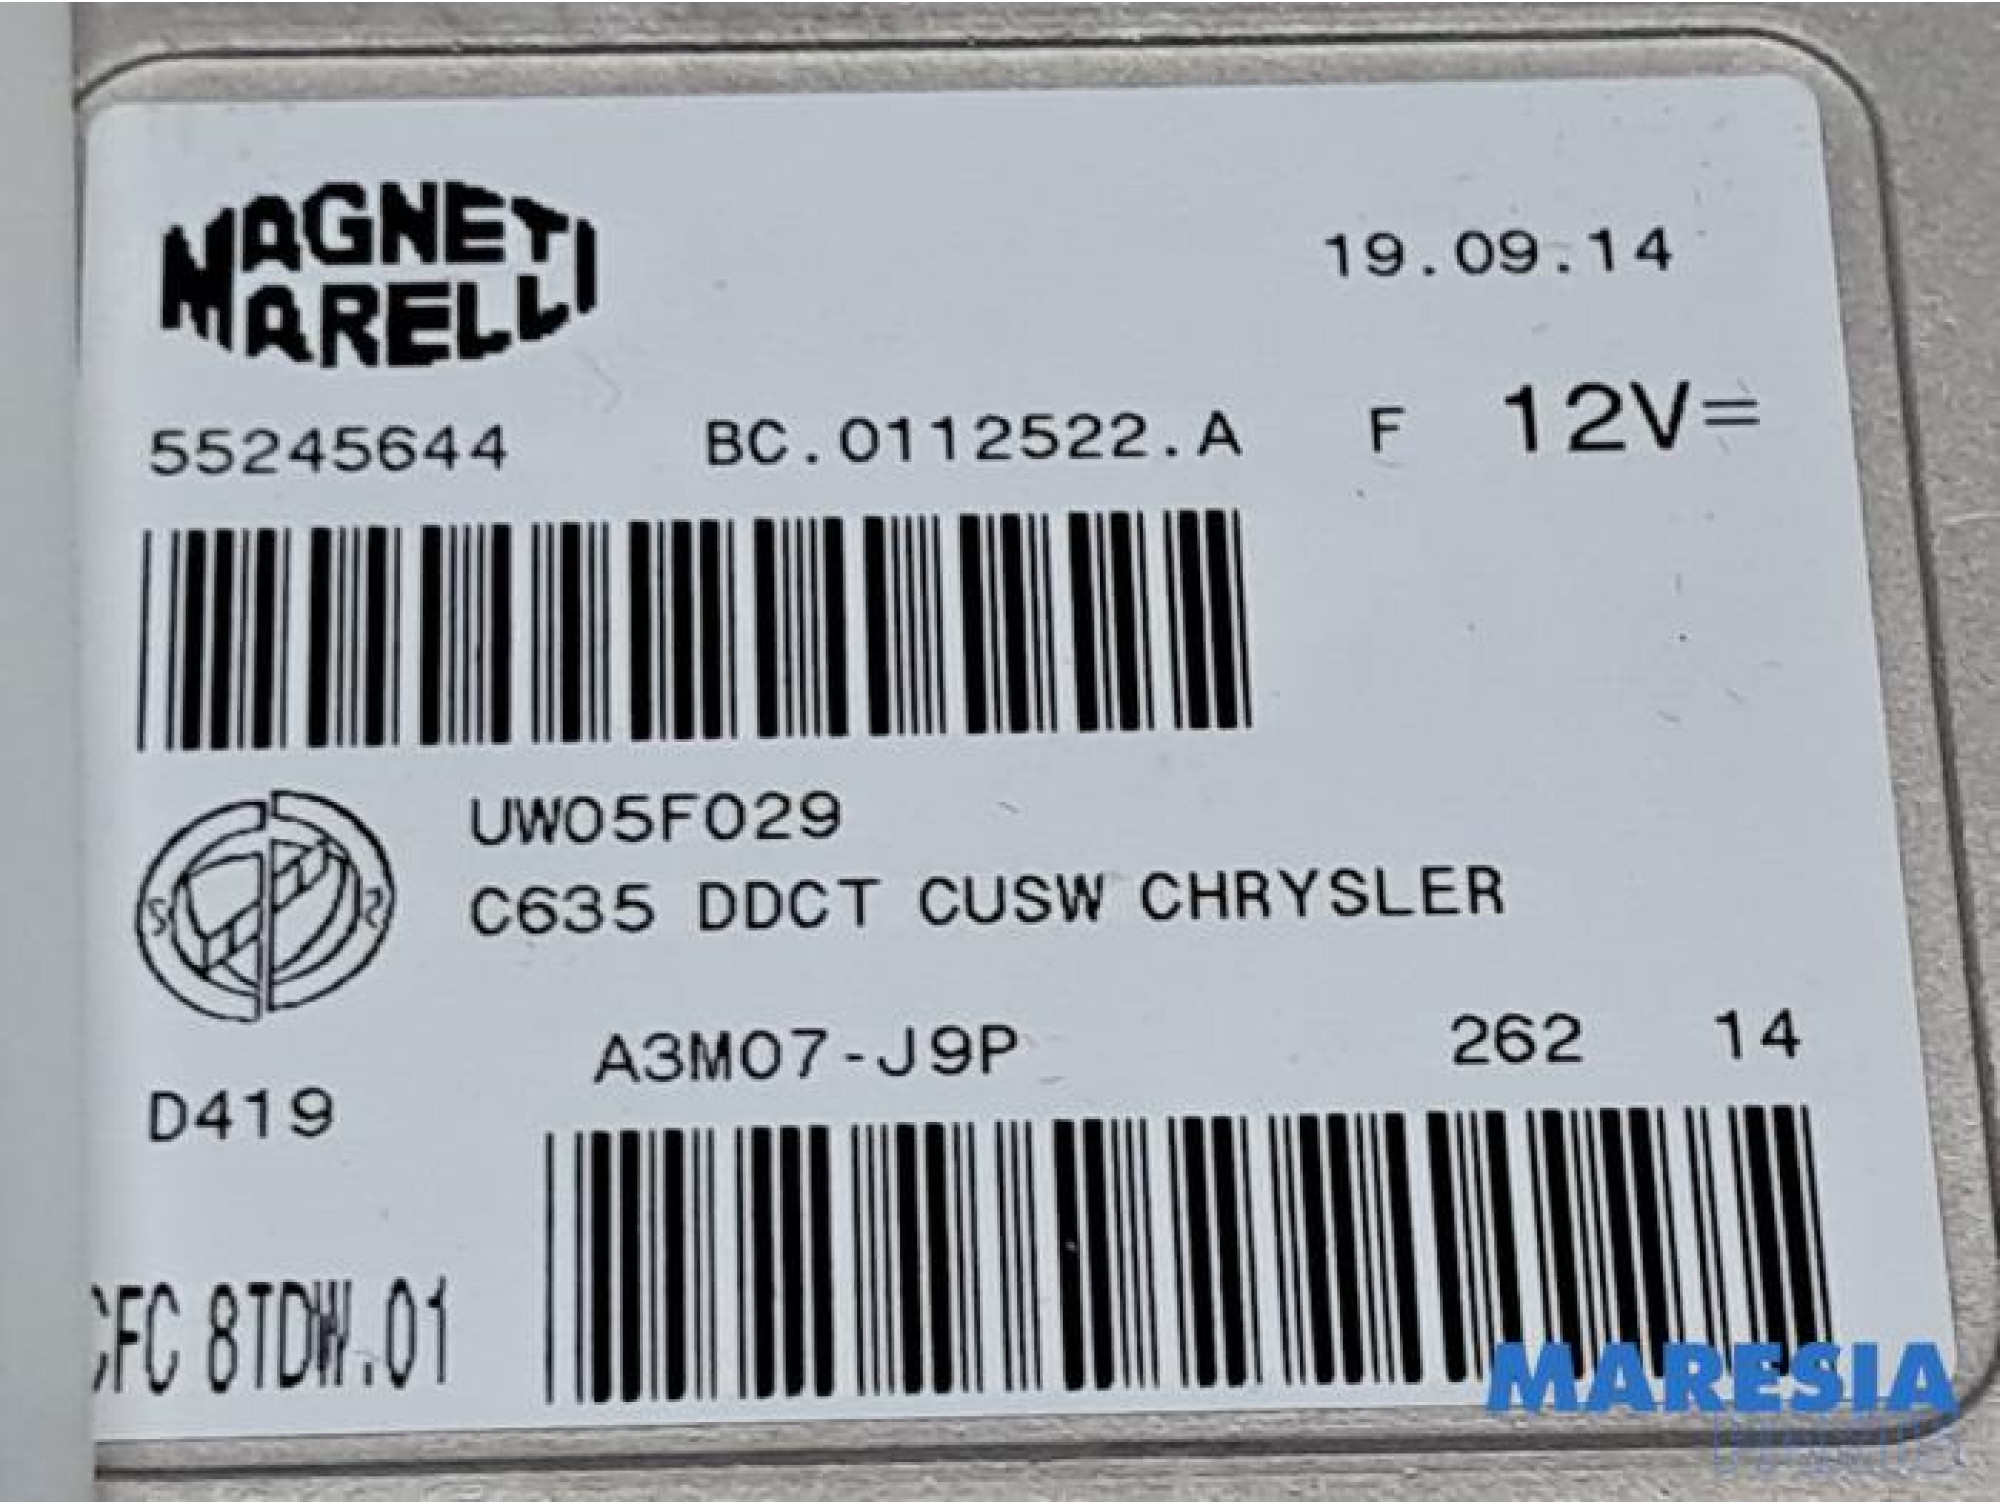 MAGNETI
MARELLI
19.09.14
55245644 BC.0112522.A F 12V=
UW05F029
C635 DDCT CUSW CHRYSLER
A3M07-J9P 262 14
D419
CFC 8TDW.01
MARESIA
PARTS